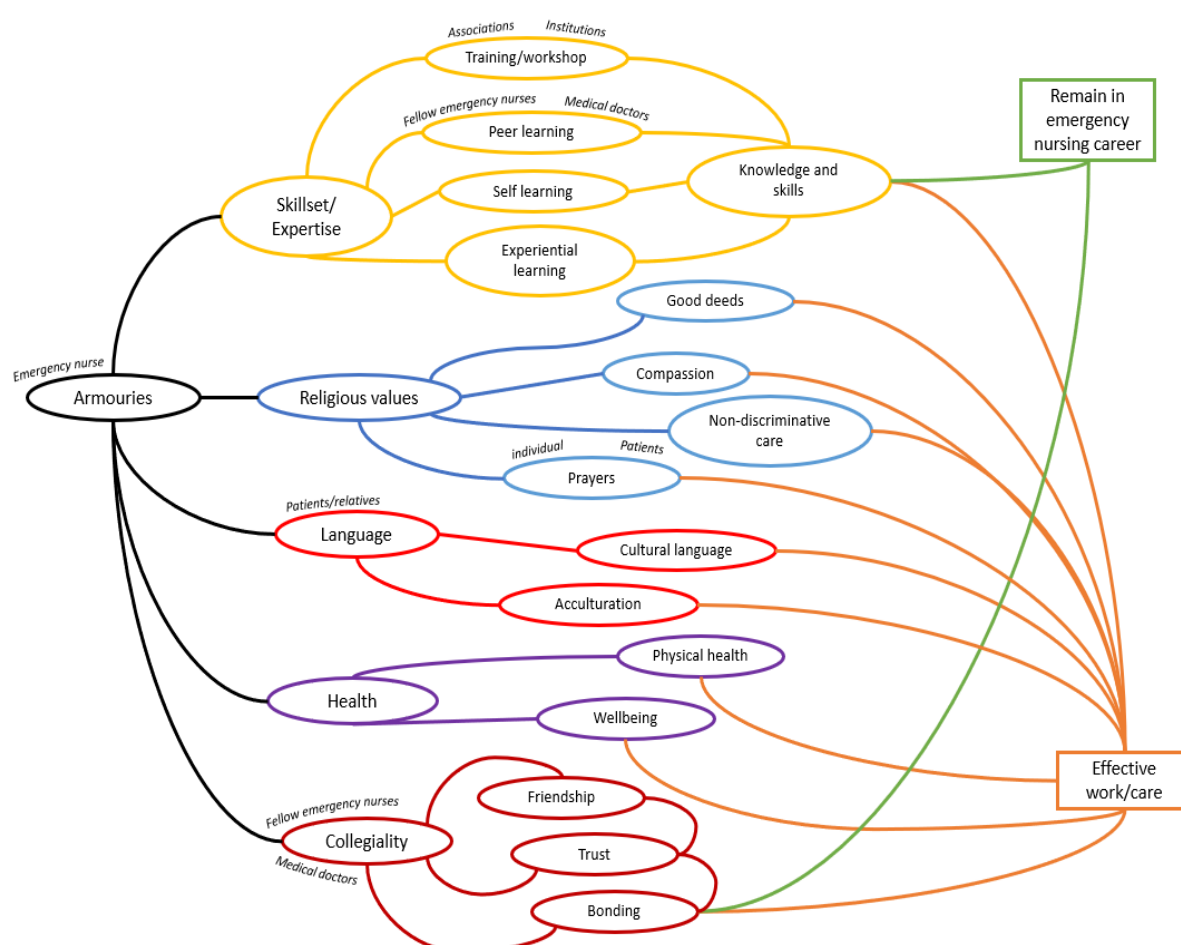 Associations Institutions
Training/workshop
Fellow emergency nurses Medical doctors
Peer learning
Self learning
Experiential
learning
Skillset/
Expertise
Knowledge and
skills
Remain in
emergency
nursing career
Emergency nurse
Armouries
Religious values
Good deeds
Compassion
Non-discriminative
care
individual Patients
Prayers
Patients/relatives
Language
Cultural language
Acculturation
Health
Physical health
Wellbeing
Fellow emergency nurses
Collegiality
Medical doctors
Friendship
Trust
Bonding
Effective
work/care